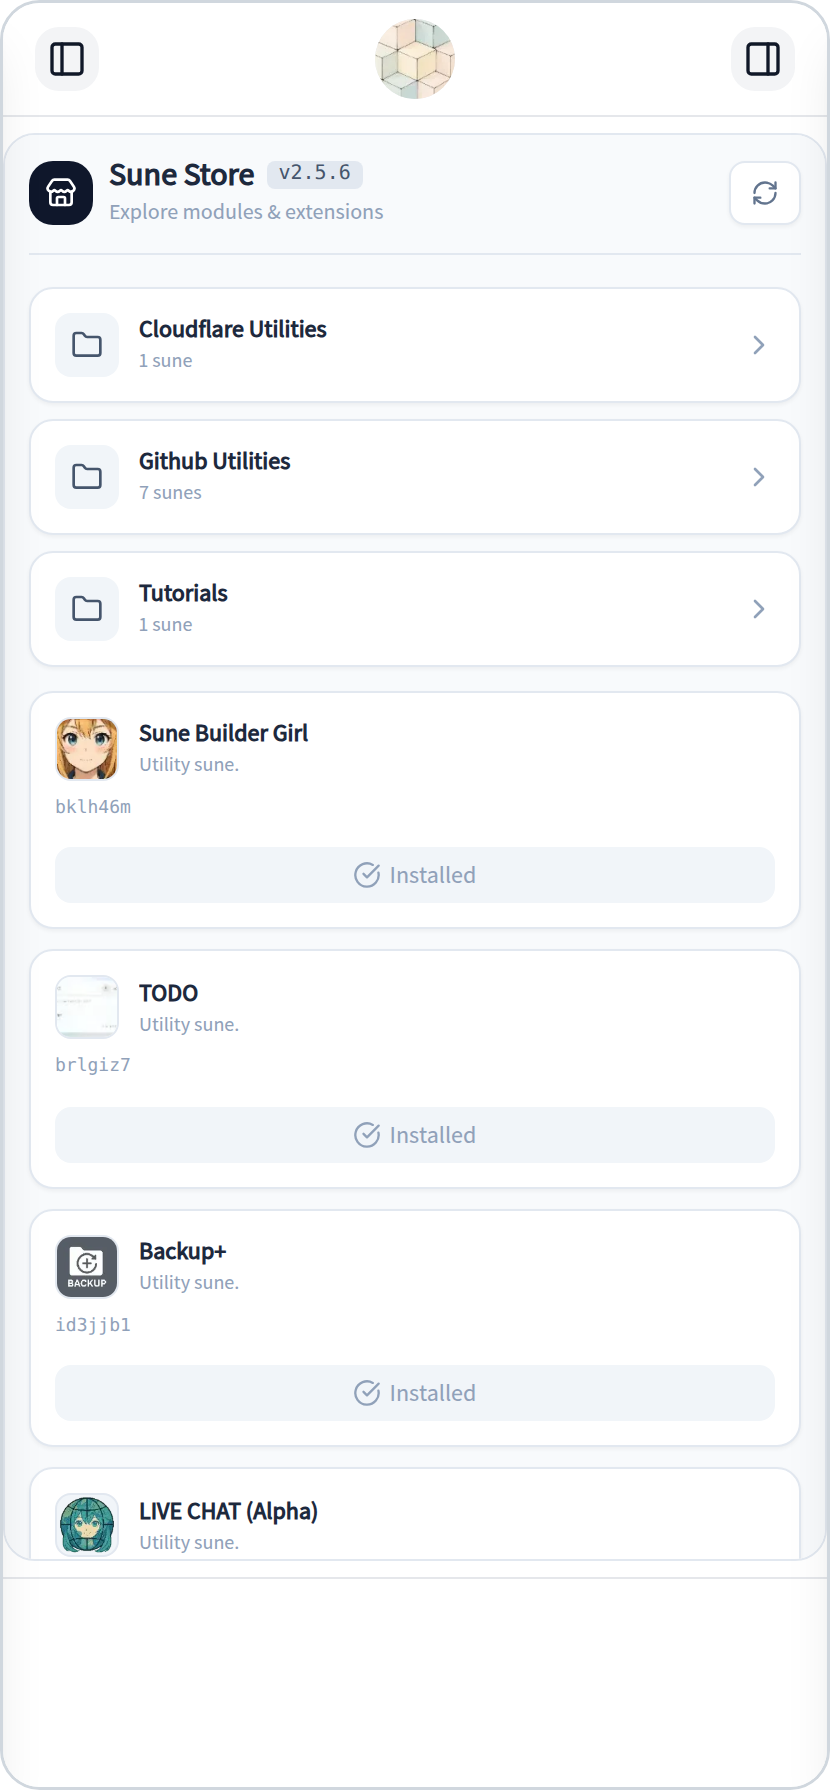 Sune Store v2.5.6
Explore modules & extensions
Cloudflare Utilities
1 sune
Github Utilities
7 sunes
Tutorials
1 sune
Sune Builder Girl
Utility sune.
bklh46m
Installed
TODO
Utility sune.
brlgiz7
Installed
BACKUP
Backup+
Utility sune.
id3jjb1
Installed
LIVE CHAT (Alpha)
Utility sune.